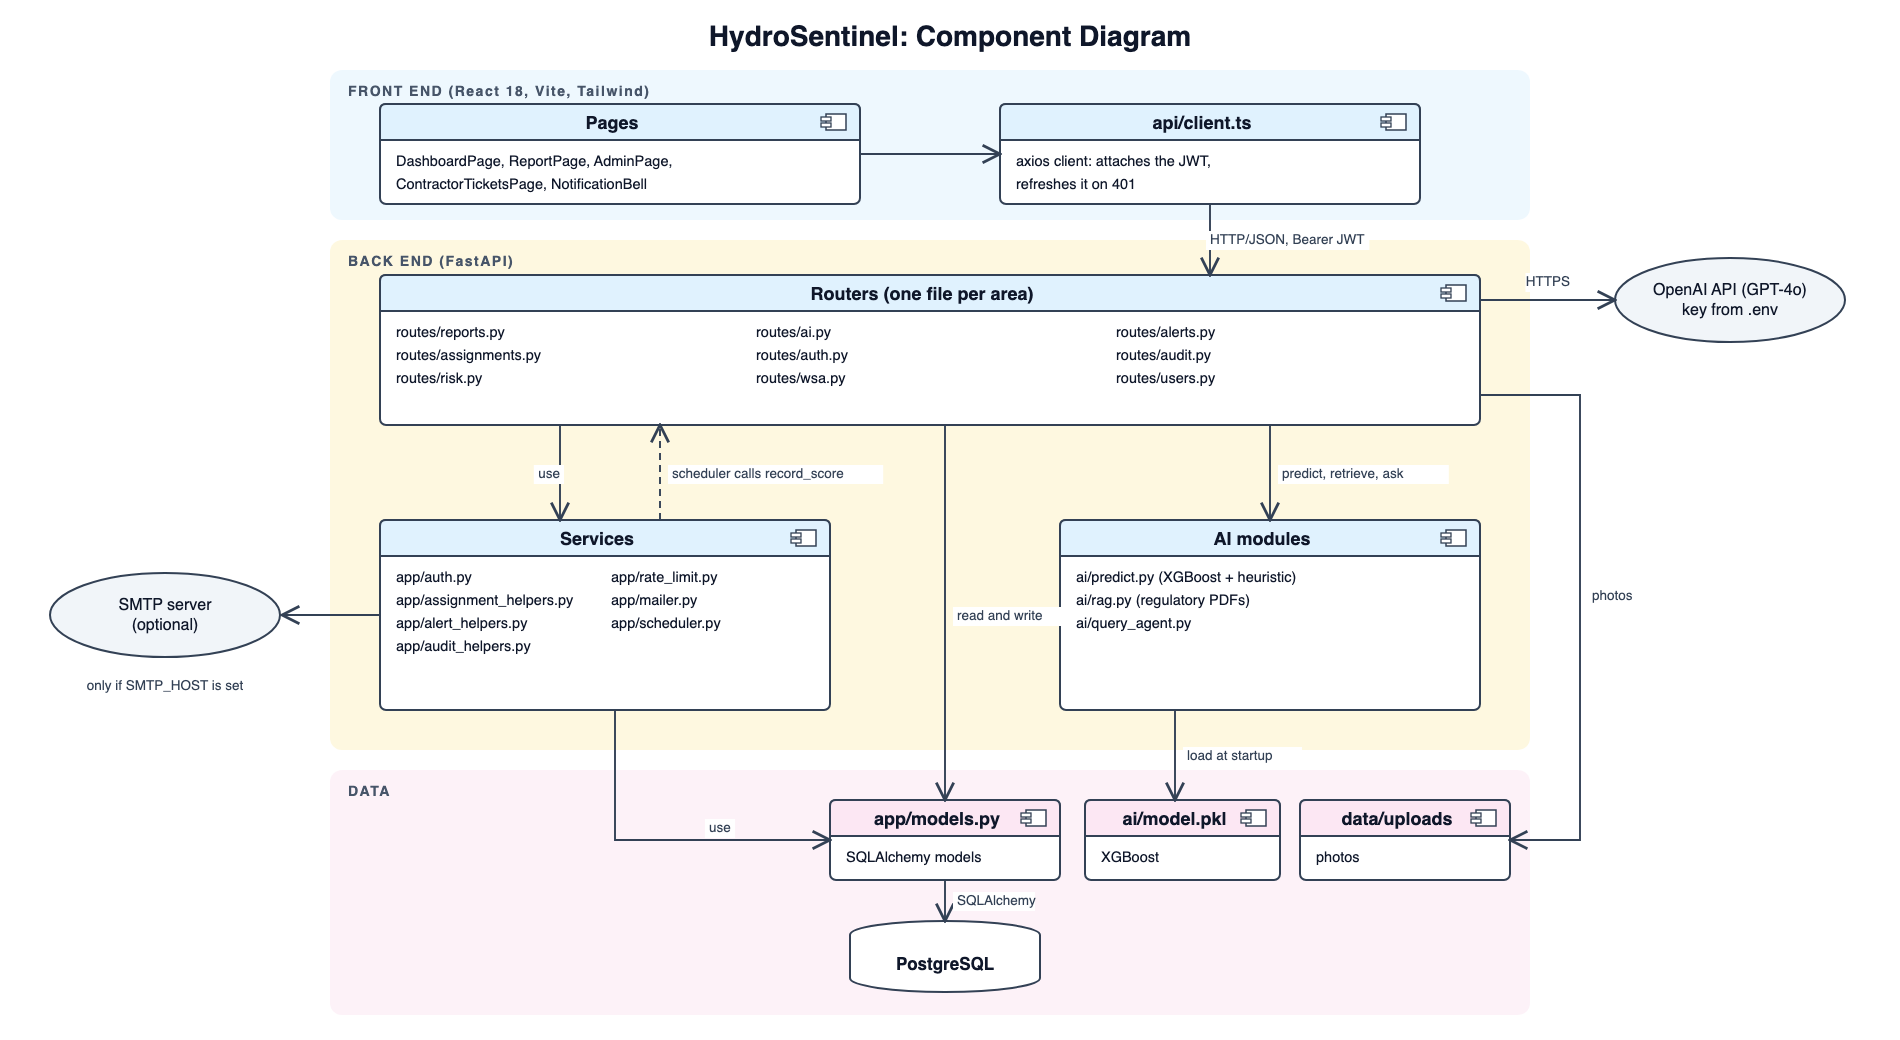 HydroSentinel: Component Diagram
FRONT END (React 18, Vite, Tailwind)
Pages
DashboardPage, ReportPage, AdminPage,
ContractorTicketsPage, NotificationBell
api/client.ts
axios client: attaches the JWT,
refreshes it on 401
HTTP/JSON, Bearer JWT
BACK END (FastAPI)
Routers (one file per area)
routes/reports.py
routes/assignments.py
routes/risk.py
routes/ai.py
routes/auth.py
routes/wsa.py
routes/alerts.py
routes/audit.py
routes/users.py
HTTPS
OpenAI API (GPT-4o)
key from .env
use
scheduler calls record_score
predict, retrieve, ask
Services
app/auth.py
app/assignment_helpers.py
app/alert_helpers.py
app/audit_helpers.py
app/rate_limit.py
app/mailer.py
app/scheduler.py
AI modules
ai/predict.py (XGBoost + heuristic)
ai/rag.py (regulatory PDFs)
ai/query_agent.py
SMTP server
(optional)
only if SMTP_HOST is set
read and write
photos
load at startup
DATA
use
app/models.py
SQLAlchemy models
ai/model.pkl
XGBoost
data/uploads
photos
SQLAlchemy
PostgreSQL